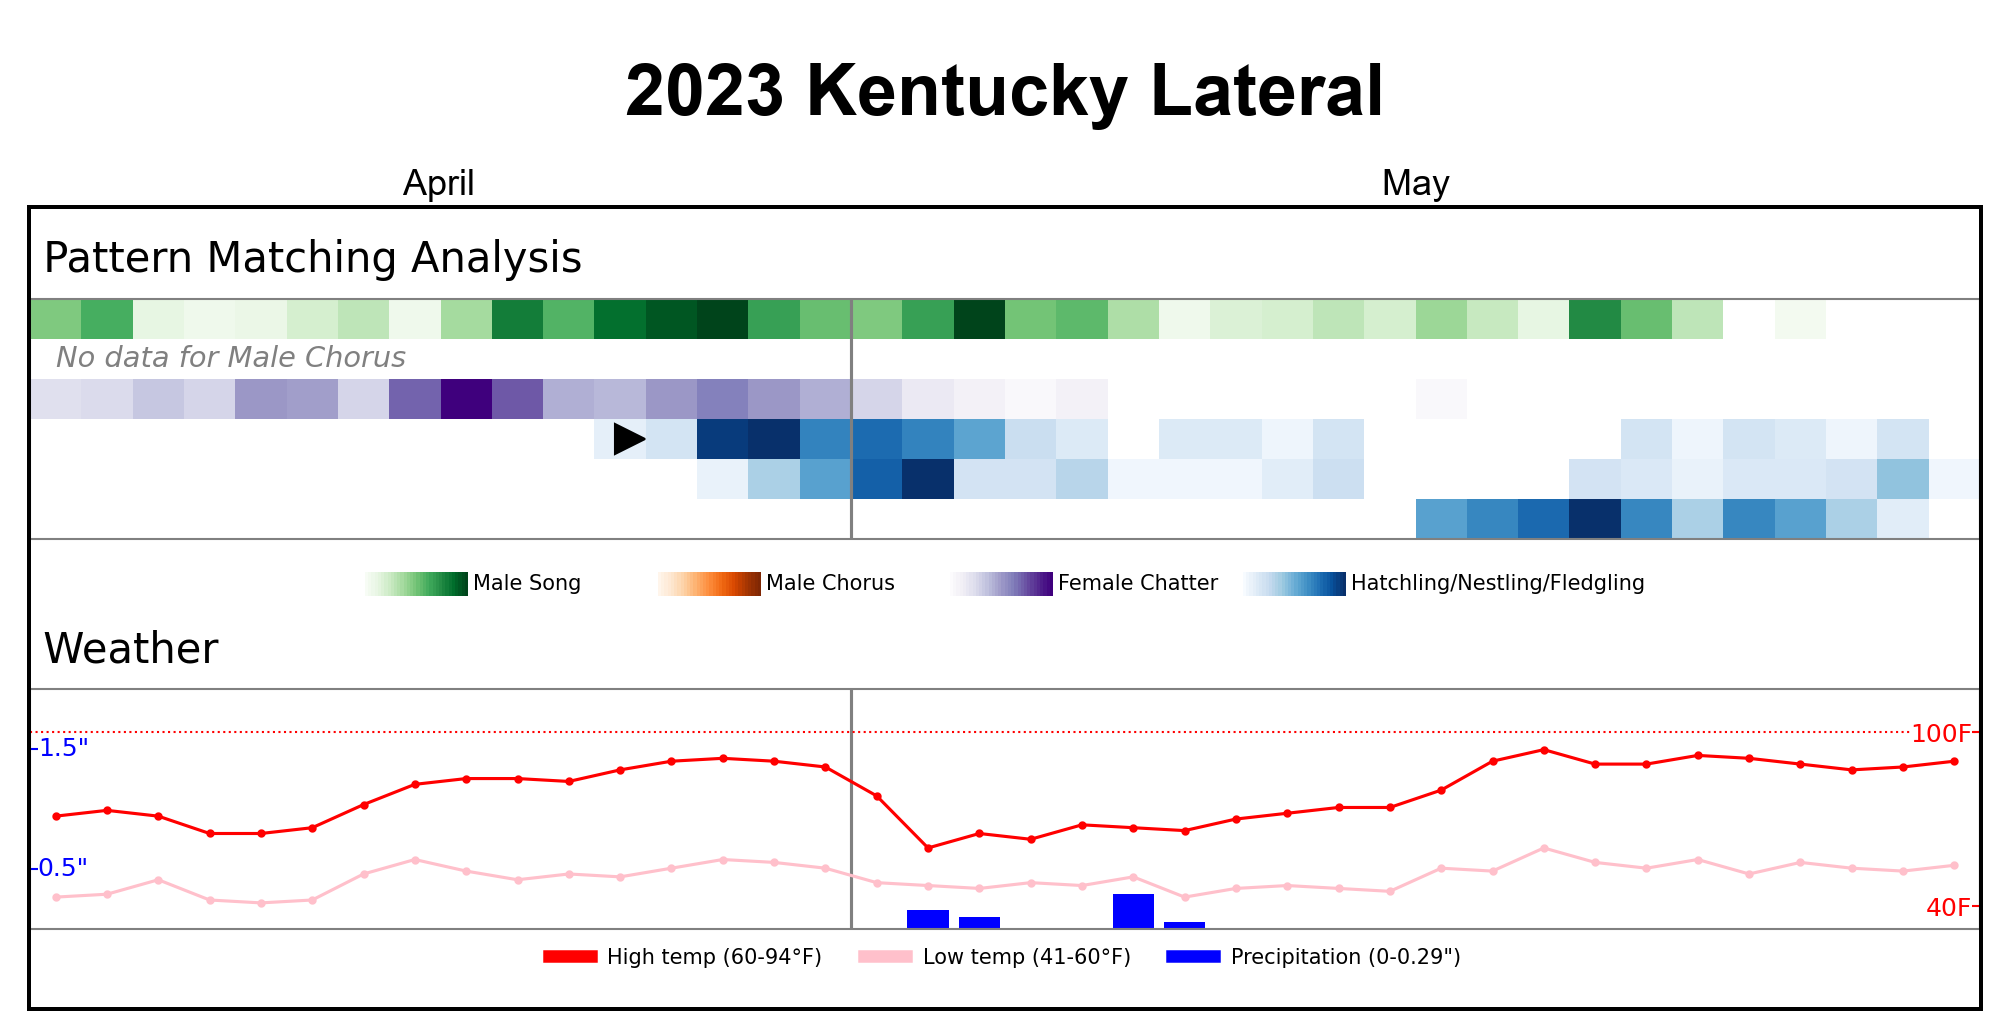 2023 Kentucky Lateral
April May
Pattern Matching Analysis
No data for Male Chorus
Male Song Male Chorus Female Chatter Hatchling/Nestling/Fledgling
Weather
1.5" 100F
0.5" 40F
High temp (60-94°F) Low temp (41-60°F) Precipitation (0-0.29")